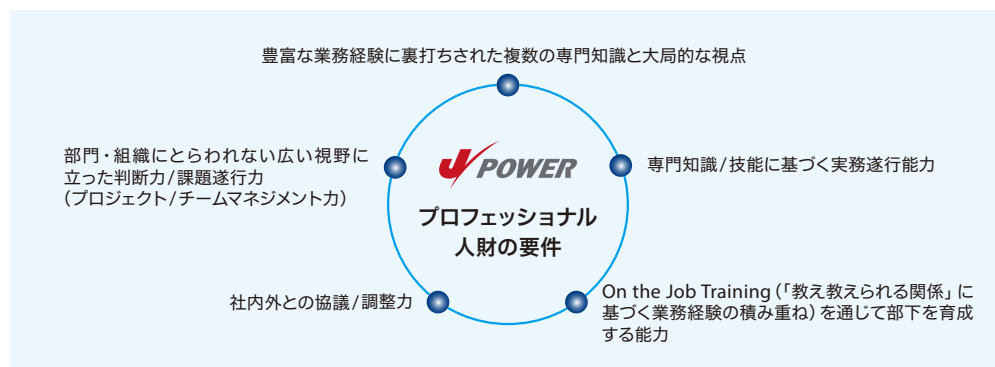 豊富な業務経験に裏打ちされた複数の専門知識と大局的な視点
部門・組織にとらわれない広い視野に
立った判断力/課題遂行力
（プロジェクト/チームマネジメント力）
J POWER
プロフェッショナル
人財の要件
専門知識/技能に基づく実務遂行能力
社内外との協議/調整力
On the Job Training（「教え教えられる関係」に
基づく業務経験の積み重ね）を通じて部下を育成
する能力